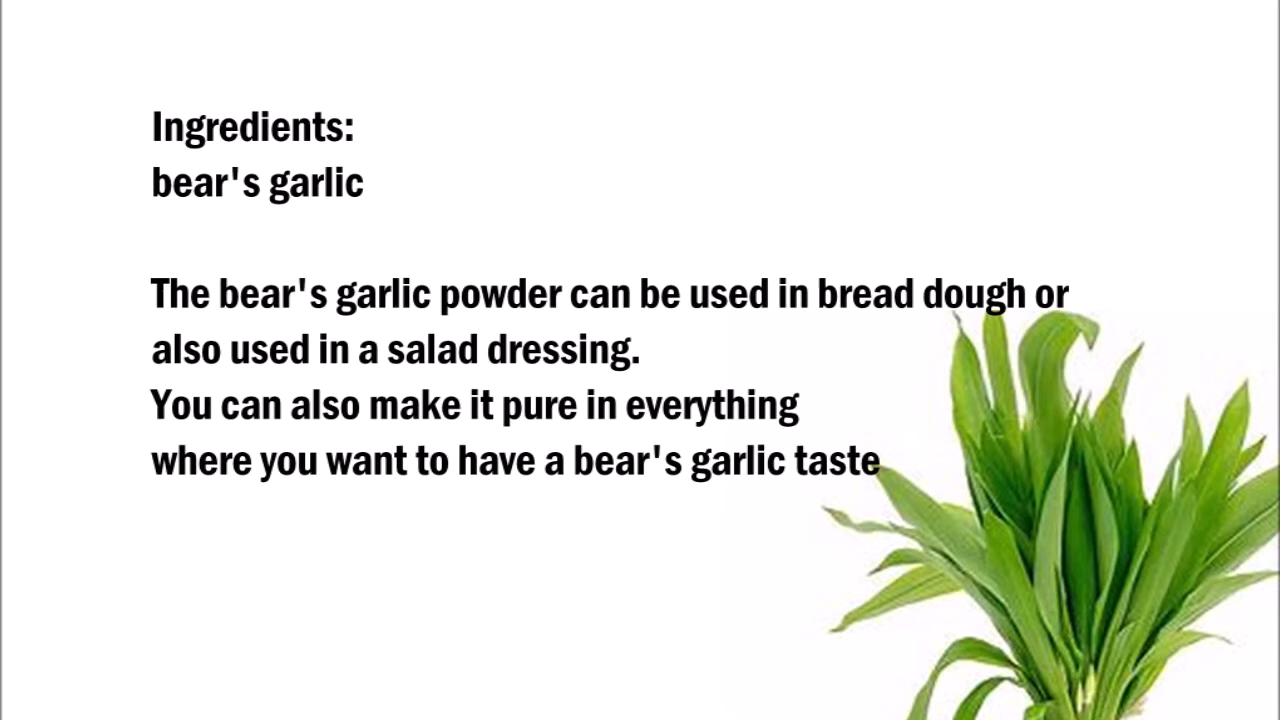 Ingredients:
bear's garlic
The bear's garlic powder can be used in bread dough or
also used in a salad dressing.
You can also make it pure in everything
where you want to have a bear's garlic taste